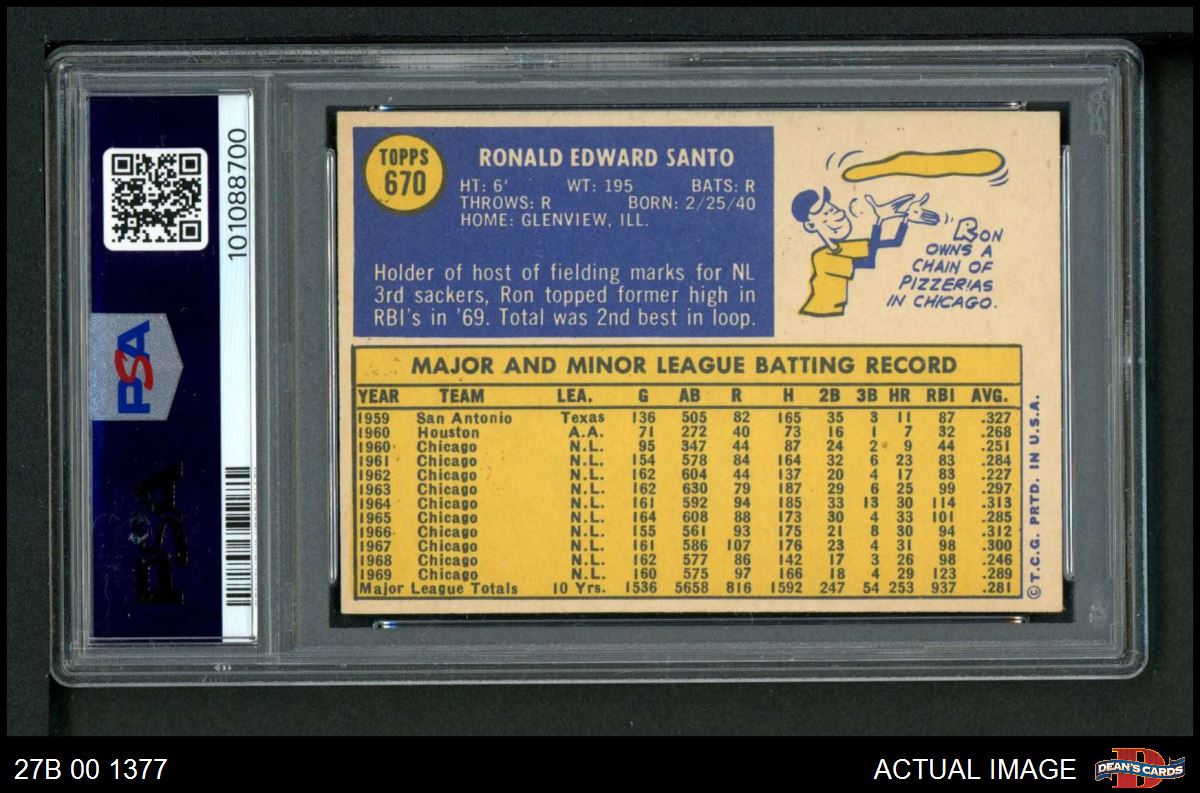 PSA
101088700
PSA
PSA
TOPPS
670
RONALD EDWARD SANTO
HT: 6' WT: 195 BATS: R
THROWS: R BORN: 2/25/40
HOME: GLENVIEW, ILL.
Holder of host of fielding marks for NL
3rd sackers, Ron topped former high in
RBI's in '69. Total was 2nd best in loop.
RON
OWNS A
CHAIN OF
PIZZERIAS
IN CHICAGO.
MAJOR AND MINOR LEAGUE BATTING RECORD
YEAR TEAM LEA. G AB R H 2B 3B HR RBI AVG.
1959 San Antonio Texas 136 505 82 165 35 3 11 87 .327
1960 Houston A.A. 71 272 40 73 16 1 7 32 .268
1960 Chicago N.L. 95 347 44 87 24 2 9 44 .251
1961 Chicago N.L. 154 578 84 164 32 6 23 83 .284
1962 Chicago N.L. 162 604 44 137 20 4 17 83 .227
1963 Chicago N.L. 162 630 79 187 29 6 25 99 .297
1964 Chicago N.L. 161 592 94 185 33 13 30 114 .313
1965 Chicago N.L. 164 608 88 173 30 4 33 101 .285
1966 Chicago N.L. 155 561 93 175 21 8 30 94 .312
1967 Chicago N.L. 161 586 107 176 23 4 31 98 .300
1968 Chicago N.L. 162 577 86 142 17 3 26 98 .246
1969 Chicago N.L. 160 575 97 166 18 4 29 123 .289
Major League Totals 10 Yrs. 1536 5658 816 1592 247 54 253 937 .281
©T.C.G. PRTD. IN U.S.A.
27B 00 1377
ACTUAL IMAGE
DEAN'S CARDS